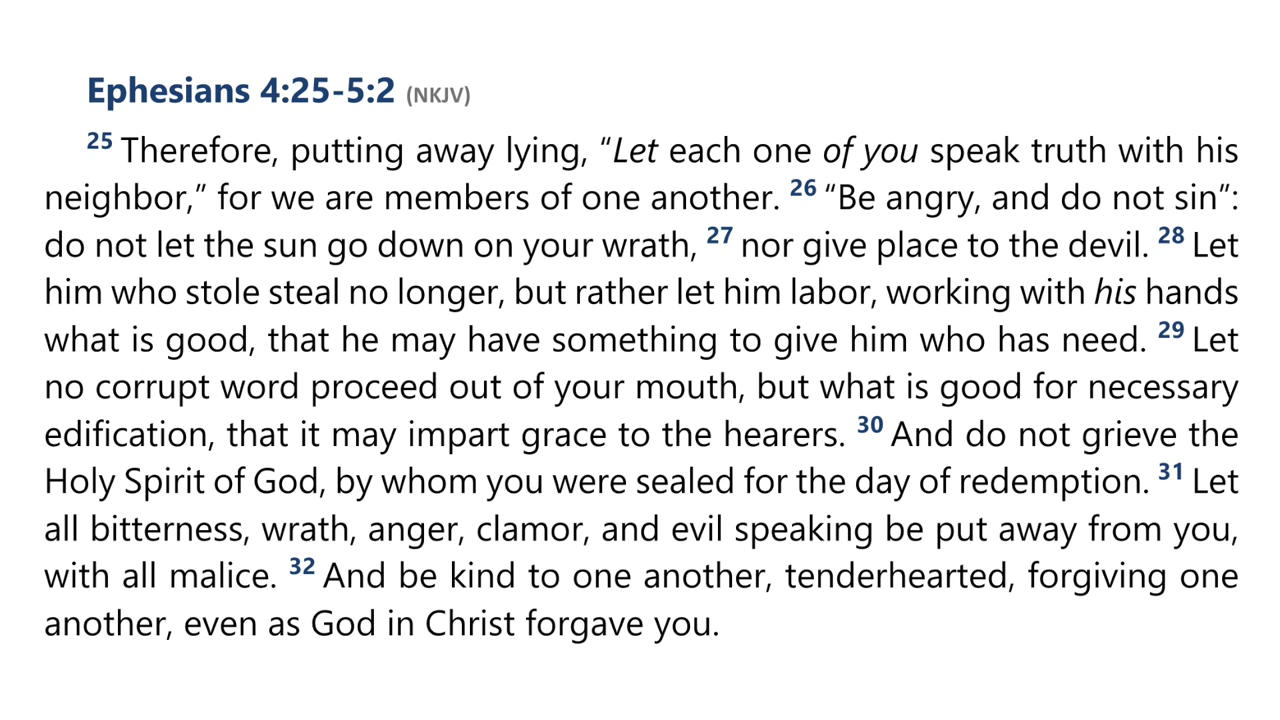 Ephesians 4:25-5:2 (NKJV)
25 Therefore, putting away lying, “Let each one of you speak truth with his
neighbor,” for we are members of one another. 26 “Be angry, and do not sin”:
do not let the sun go down on your wrath, 27 nor give place to the devil. 28 Let
him who stole steal no longer, but rather let him labor, working with his hands
what is good, that he may have something to give him who has need. 29 Let
no corrupt word proceed out of your mouth, but what is good for necessary
edification, that it may impart grace to the hearers. 30 And do not grieve the
Holy Spirit of God, by whom you were sealed for the day of redemption. 31 Let
all bitterness, wrath, anger, clamor, and evil speaking be put away from you,
with all malice. 32 And be kind to one another, tenderhearted, forgiving one
another, even as God in Christ forgave you.